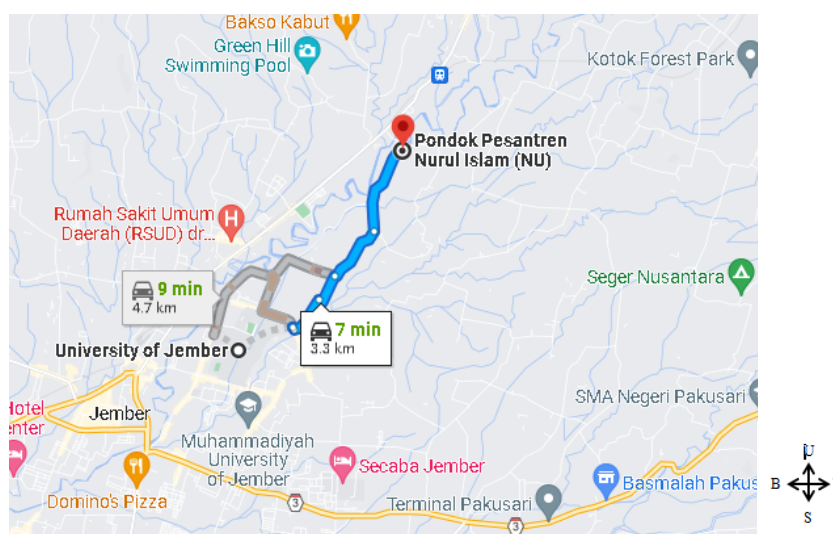 Bakso Kabut
Green Hill
Swimming Pool
Kotok Forest Park
Pondok Pesantren
Nurul Islam (NU)
Rumah Sakit Umum
Daerah (RSUD) dr...
H
Seger Nusantara
9 min
4.7 km
7 min
3.3 km
University of Jember
SMA Negeri Pakusari
Hotel
enter
Jember
Muhammadiyah
University
of Jember
Secaba Jember
Basmalah Pakus
Domino's Pizza
3
Terminal Pakusari
3
U
B
S